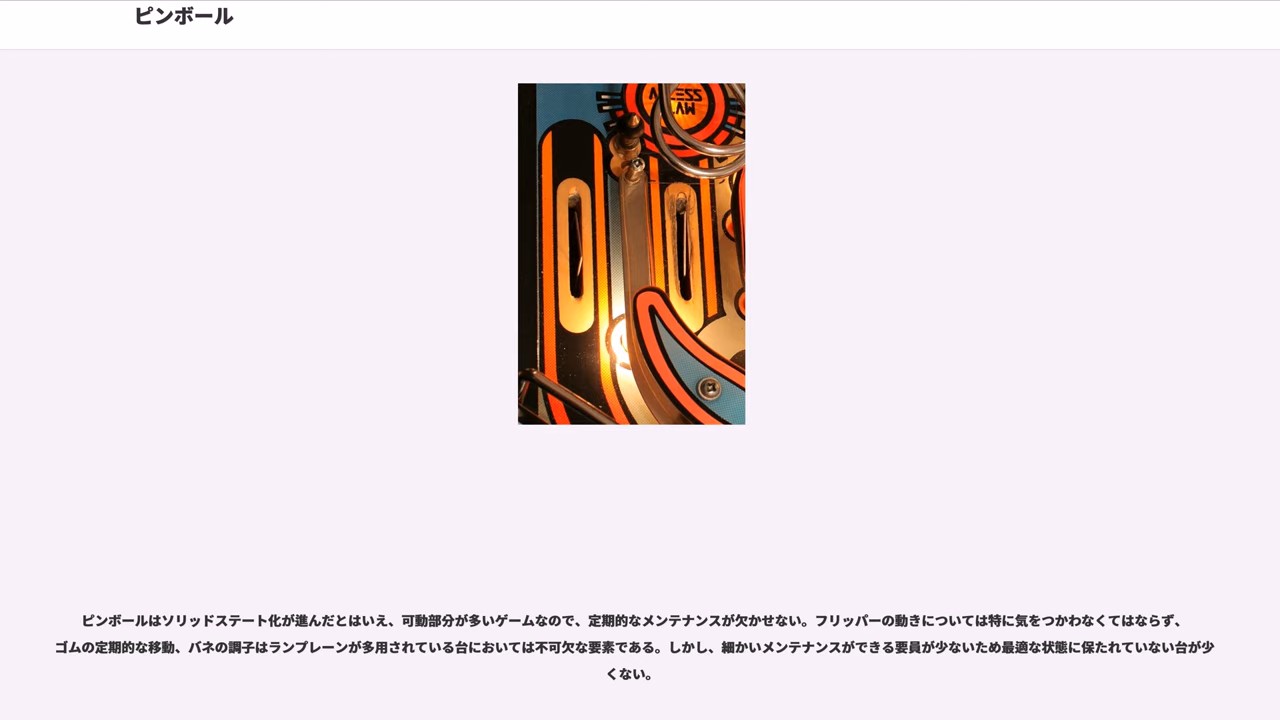 ピンボール
ピンボールはソリッドステート化が進んだとはいえ、可動部分が多いゲームなので、定期的なメンテナンスが欠かせない。フリッパーの動きについては特に気をつかわなくてはならず、
ゴムの定期的な移動、バネの調子はランプレーンが多用されている台においては不可欠な要素である。しかし、細かいメンテナンスができる要員が少ないため最適な状態に保たれていない台が少
くない。